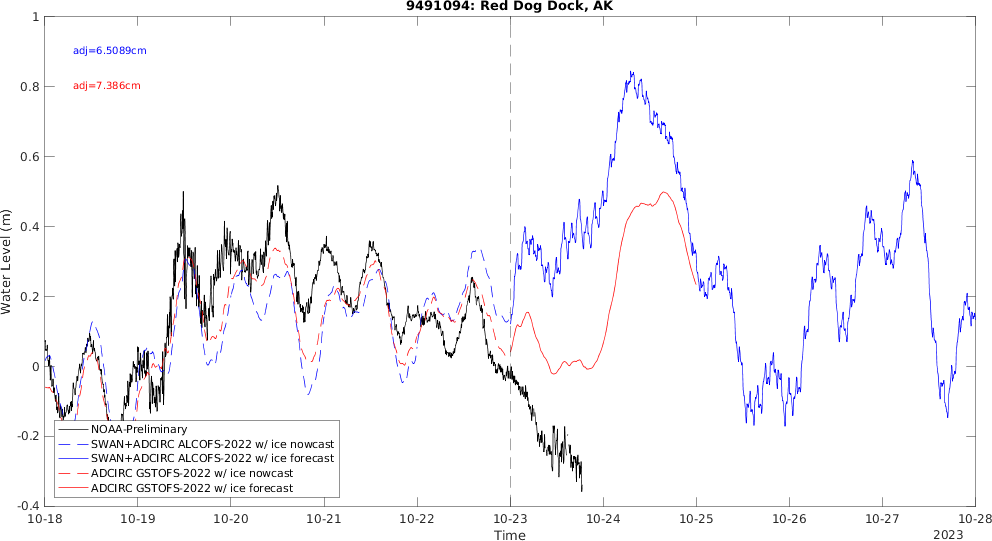 9491094: Red Dog Dock, AK
adj=6.5089cm
adj=7.386cm
Water Level (m)
1
0.8
0.6
0.4
0.2
0
-0.2
-0.4
NOAA-Preliminary
SWAN+ADCIRC ALCOFS-2022 w/ ice nowcast
SWAN+ADCIRC ALCOFS-2022 w/ ice forecast
ADCIRC GSTOFS-2022 w/ ice nowcast
ADCIRC GSTOFS-2022 w/ ice forecast
10-18 10-19 10-20 10-21 10-22 10-23 10-24 10-25 10-26 10-27 10-28
Time
2023